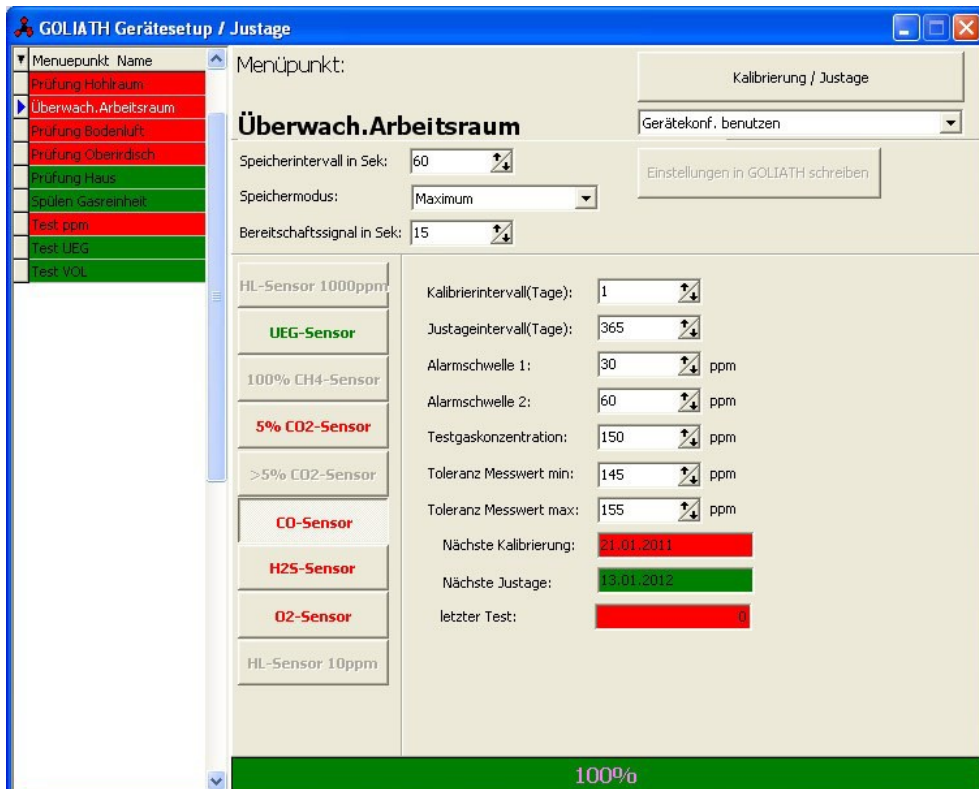 GOLIATH Gerätesetup / Justage
Menuepunkt Name
Prüfung Hohlraum
Überwach.Arbeitsraum
Prüfung Bodenluft
Prüfung Oberirdisch
Prüfung Haus
Spülen Gasreinheit
Test ppm
Test UEG
Test VOL
Menüpunkt:
Überwach.Arbeitsraum
Kalibrierung / Justage
Gerätekonf. benutzen
Einstellungen in GOLIATH schreiben
Speicherintervall in Sek: 60
Speichermodus: Maximum
Bereitschaftssignal in Sek: 15
HL-Sensor 1000ppm
UEG-Sensor
100% CH4-Sensor
5% CO2-Sensor
>5% CO2-Sensor
CO-Sensor
H2S-Sensor
O2-Sensor
HL-Sensor 10ppm
Kalibrierintervall(Tage): 1
Justageintervall(Tage): 365
Alarmschwelle 1: 30 ppm
Alarmschwelle 2: 60 ppm
Testgaskonzentration: 150 ppm
Toleranz Messwert min: 145 ppm
Toleranz Messwert max: 155 ppm
Nächste Kalibrierung: 21.01.2011
Nächste Justage: 13.01.2012
letzter Test: 0
100%